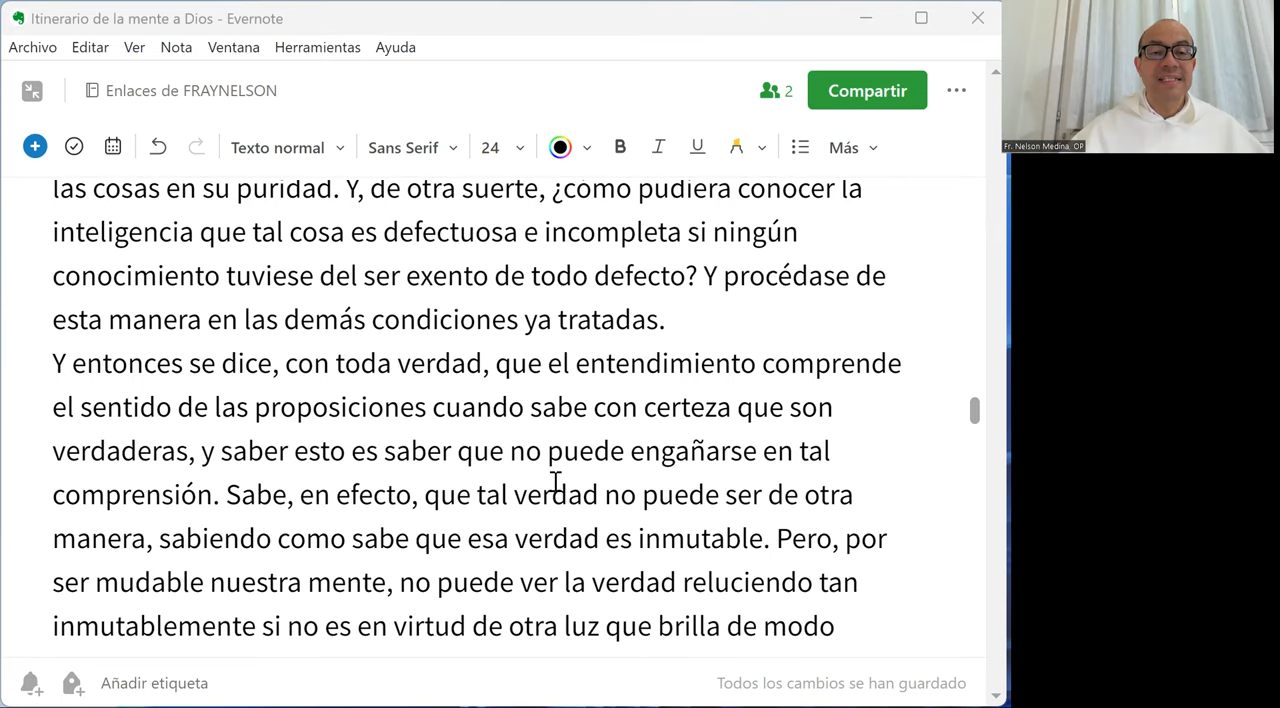 Itinerario de la mente a Dios - Evernote
Archivo Editar Ver Nota Ventana Herramientas Ayuda
Enlaces de FRAYNELSON
2
Compartir
Texto normal
Sans Serif
24
B I U
Más
las cosas en su puridad. Y, de otra suerte, ¿cómo pudiera conocer la
inteligencia que tal cosa es defectuosa e incompleta si ningún
conocimiento tuviese del ser exento de todo defecto? Y procédase de
esta manera en las demás condiciones ya tratadas.
Y entonces se dice, con toda verdad, que el entendimiento comprende
el sentido de las proposiciones cuando sabe con certeza que son
verdaderas, y saber esto es saber que no puede engañarse en tal
comprensión. Sabe, en efecto, que tal verdad no puede ser de otra
manera, sabiendo como sabe que esa verdad es inmutable. Pero, por
ser mudable nuestra mente, no puede ver la verdad reluciendo tan
inmutablemente si no es en virtud de otra luz que brilla de modo
Añadir etiqueta
Todos los cambios se han guardado
Fr. Nelson Medina, OP